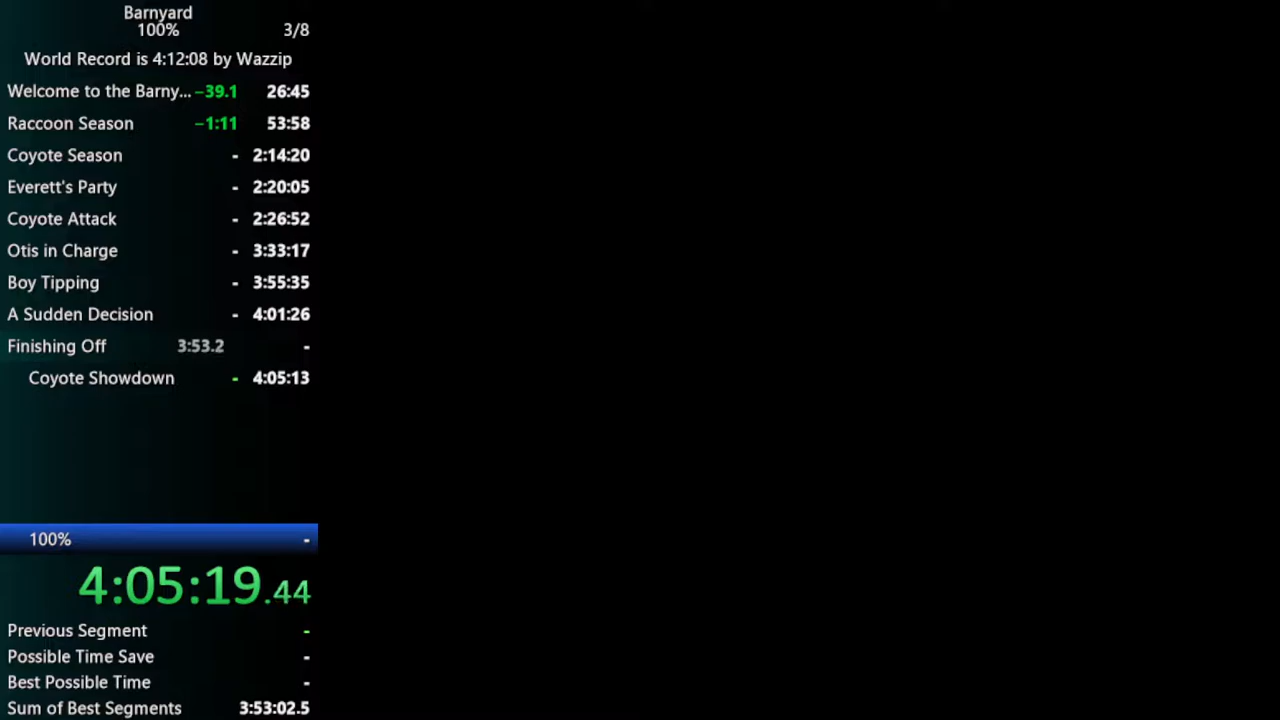 Barnyard
100% 3/8
World Record is 4:12:08 by Wazzip
Welcome to the Barny... −39.1 26:45
Raccoon Season −1:11 53:58
Coyote Season - 2:14:20
Everett's Party - 2:20:05
Coyote Attack - 2:26:52
Otis in Charge - 3:33:17
Boy Tipping - 3:55:35
A Sudden Decision - 4:01:26
Finishing Off 3:53.2 -
Coyote Showdown - 4:05:13
100% -
4:05:19.44
Previous Segment -
Possible Time Save -
Best Possible Time -
Sum of Best Segments 3:53:02.5